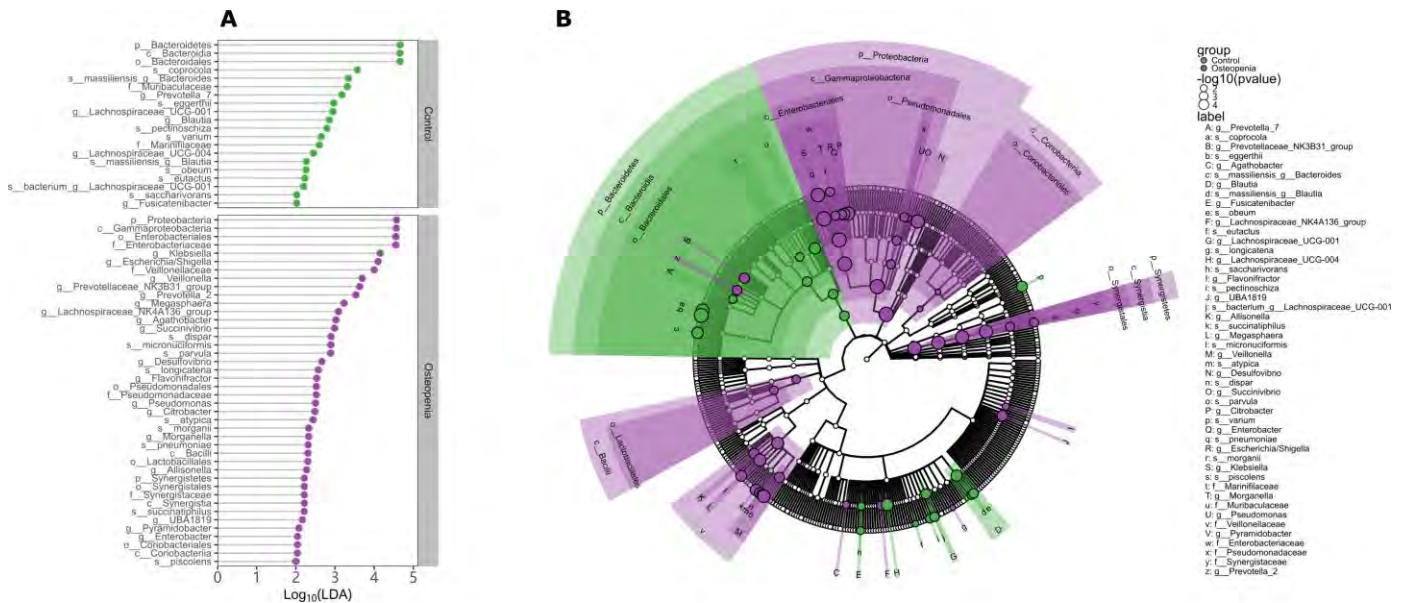 A
p__Bacteroidetes
c__Bacteroidia
o__Bacteroidales
s__coprocola
s__massiliensis_g__Bacteroides
f__Muribaculaceae
g__Prevotella_7
s__eggerthii
g__Lachnospiraceae_UCG-001
g__Blautia
s__pectinoschiza
s__varium
f__Marinifilaceae
g__Lachnospiraceae_UCG-004
s__massiliensis_g__Blautia
s__obeum
s__eutactus
s__bacterium_g__Lachnospiraceae_UCG-001
s__saccharivorans
g__Fusicatenibacter
Control
p__Proteobacteria
c__Gammaproteobacteria
o__Enterobacteriales
f__Enterobacteriaceae
g__Klebsiella
g__Escherichia/Shigella
f__Veillonellaceae
g__Veillonella
g__Prevotellaceae_NK3B31_group
g__Prevotella_2
g__Megasphaera
g__Lachnospiraceae_NK4A136_group
g__Agathobacter
g__Succinivibrio
s__dispar
s__micronuciformis
s__parvula
g__Desulfovibrio
s__longicatena
g__Flavonifractor
o__Pseudomonadales
f__Pseudomonadaceae
g__Pseudomonas
g__Citrobacter
s__atypica
s__morganii
g__Morganella
s__pneumoniae
c__Bacilli
o__Lactobacillales
g__Allisonella
p__Synergistetes
o__Synergistales
f__Synergistaceae
c__Synergistia
s__succinatiphilus
g__UBA1819
g__Pyramidobacter
g__Enterobacter
o__Coriobacteriales
c__Coriobacteriia
s__piscolens
Osteopenia
0 1 2 3 4 5
Log10(LDA)
B
p__Proteobacteria
c__Gammaproteobacteria
o__Enterobacteriales
o__Pseudomonadales
c__Coriobacteriia
o__Coriobacteriales
p__Bacteroidetes
c__Bacteroidia
o__Bacteroidales
p__Synergistetes
c__Synergistia
o__Synergistales
o__Lactobacillales
c__Bacilli
group
Control
Osteopenia
-log10(pvalue)
2
3
4
label
A: g__Prevotella_7
a: s__coprocola
B: g__Prevotellaceae_NK3B31_group
b: s__eggerthii
C: g__Agathobacter
c: s__massiliensis_g__Bacteroides
D: g__Blautia
d: s__massiliensis_g__Blautia
E: g__Fusicatenibacter
e: s__obeum
F: g__Lachnospiraceae_NK4A136_group
f: s__eutactus
G: g__Lachnospiraceae_UCG-001
g: s__longicatena
H: g__Lachnospiraceae_UCG-004
h: s__saccharivorans
I: g__Flavonifractor
i: s__pectinoschiza
J: g__UBA1819
j: s__bacterium_g__Lachnospiraceae_UCG-001
K: g__Allisonella
k: s__succinatiphilus
L: g__Megasphaera
l: s__micronuciformis
M: g__Veillonella
m: s__atypica
N: g__Desulfovibrio
n: s__dispar
O: g__Succinivibrio
o: s__parvula
P: g__Citrobacter
p: s__varium
Q: g__Enterobacter
q: s__pneumoniae
R: g__Escherichia/Shigella
r: s__morganii
S: g__Klebsiella
s: s__piscolens
t: f__Marinifilaceae
T: g__Morganella
u: f__Muribaculaceae
U: g__Pseudomonas
v: f__Veillonellaceae
V: g__Pyramidobacter
w: f__Enterobacteriaceae
x: f__Pseudomonadaceae
y: f__Synergistaceae
z: g__Prevotella_2